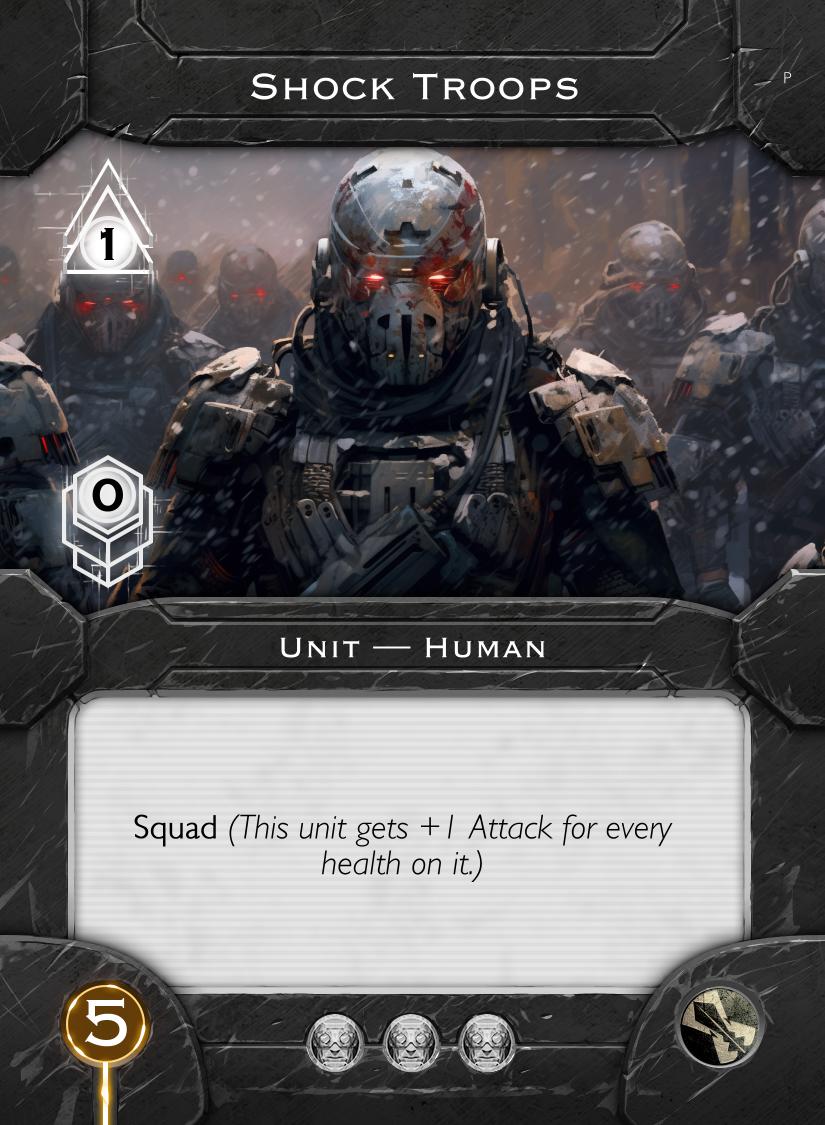 Shock Troops
P
1
0
Unit — Human
Squad (This unit gets +1 Attack for every
health on it.)
5